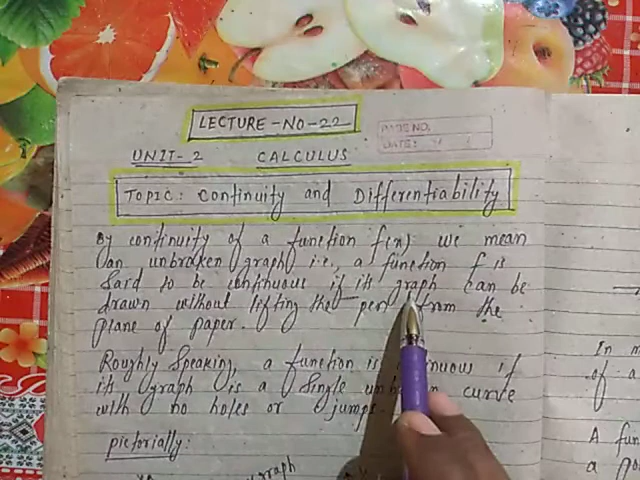 LECTURE-NO-22
PAGE NO.
DATE:
UNIT-2 CALCULUS
TOPIC: Continuity and Differentiability
By continuity of a function f(x) we mean
an unbroken graph i.e., a function f is
said to be continuous if its graph can be
drawn without lifting the pen from the
plane of paper.
Roughly Speaking, a function is continuous if
its graph is a single unbroken curve
with no holes or jumps.
pictorially:
graph
In
of a
A fun
a po